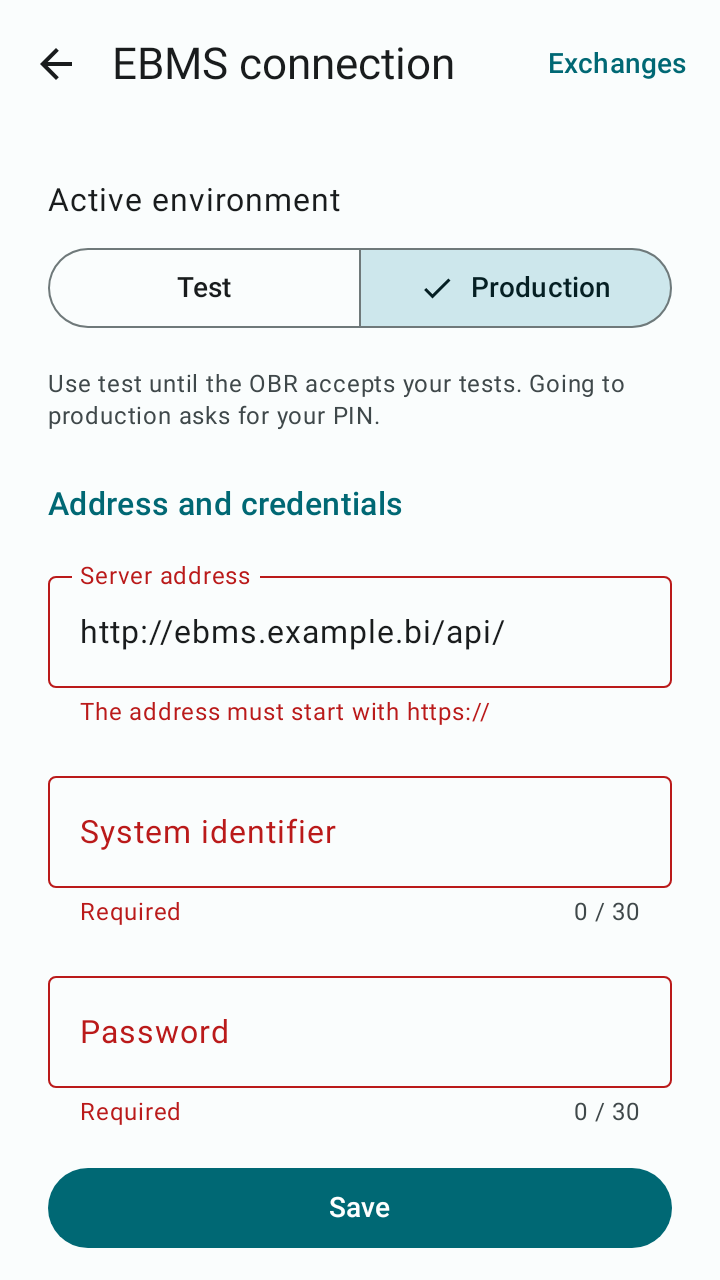 EBMS connection
Exchanges
Active environment
Test
Production
Use test until the OBR accepts your tests. Going to
production asks for your PIN.
Address and credentials
Server address
http://ebms.example.bi/api/
The address must start with https://
System identifier
Required
0 / 30
Password
Required
0 / 30
Save